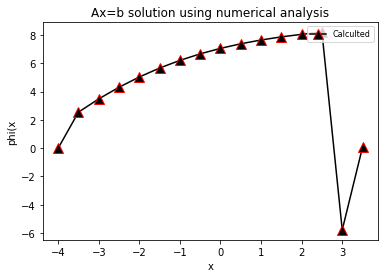 Ax=b solution using numerical analysis
Calculted
phi(x
8
6
4
2
0
−2
−4
−6
−4 −3 −2 −1 0 1 2 3
x